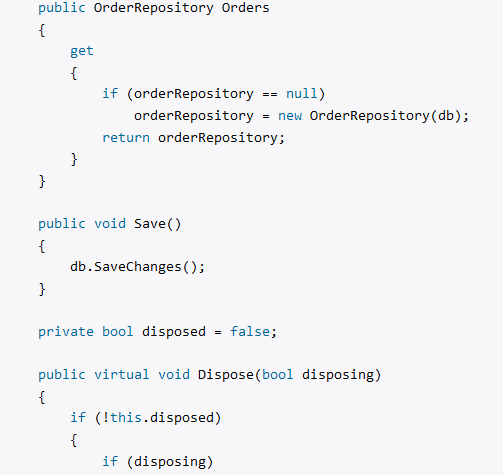 public OrderRepository Orders
{
get
{
if (orderRepository == null)
orderRepository = new OrderRepository(db);
return orderRepository;
}
}
public void Save()
{
db.SaveChanges();
}
private bool disposed = false;
public virtual void Dispose(bool disposing)
{
if (!this.disposed)
{
if (disposing)